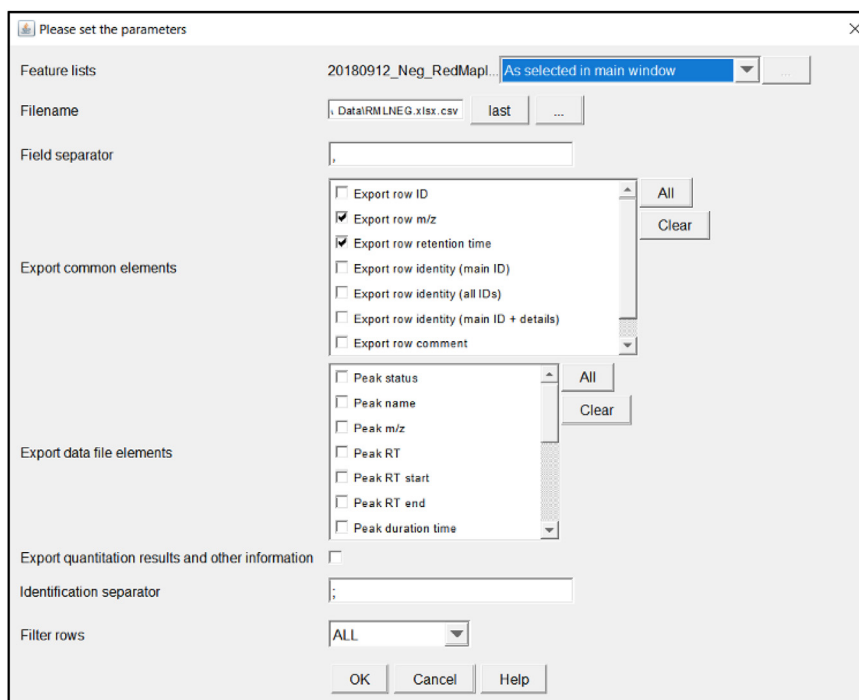 Please set the parameters
Feature lists 20180912_Neg_RedMapl... As selected in main window ...
Filename \ Data\RMLNEG.xlsx.csv last ...
Field separator ,
Export common elements
Export row ID
Export row m/z
Export row retention time
Export row identity (main ID)
Export row identity (all IDs)
Export row identity (main ID + details)
Export row comment
All
Clear
Export data file elements
Peak status
Peak name
Peak m/z
Peak RT
Peak RT start
Peak RT end
Peak duration time
All
Clear
Export quantitation results and other information
Identification separator ;
Filter rows ALL
OK Cancel Help